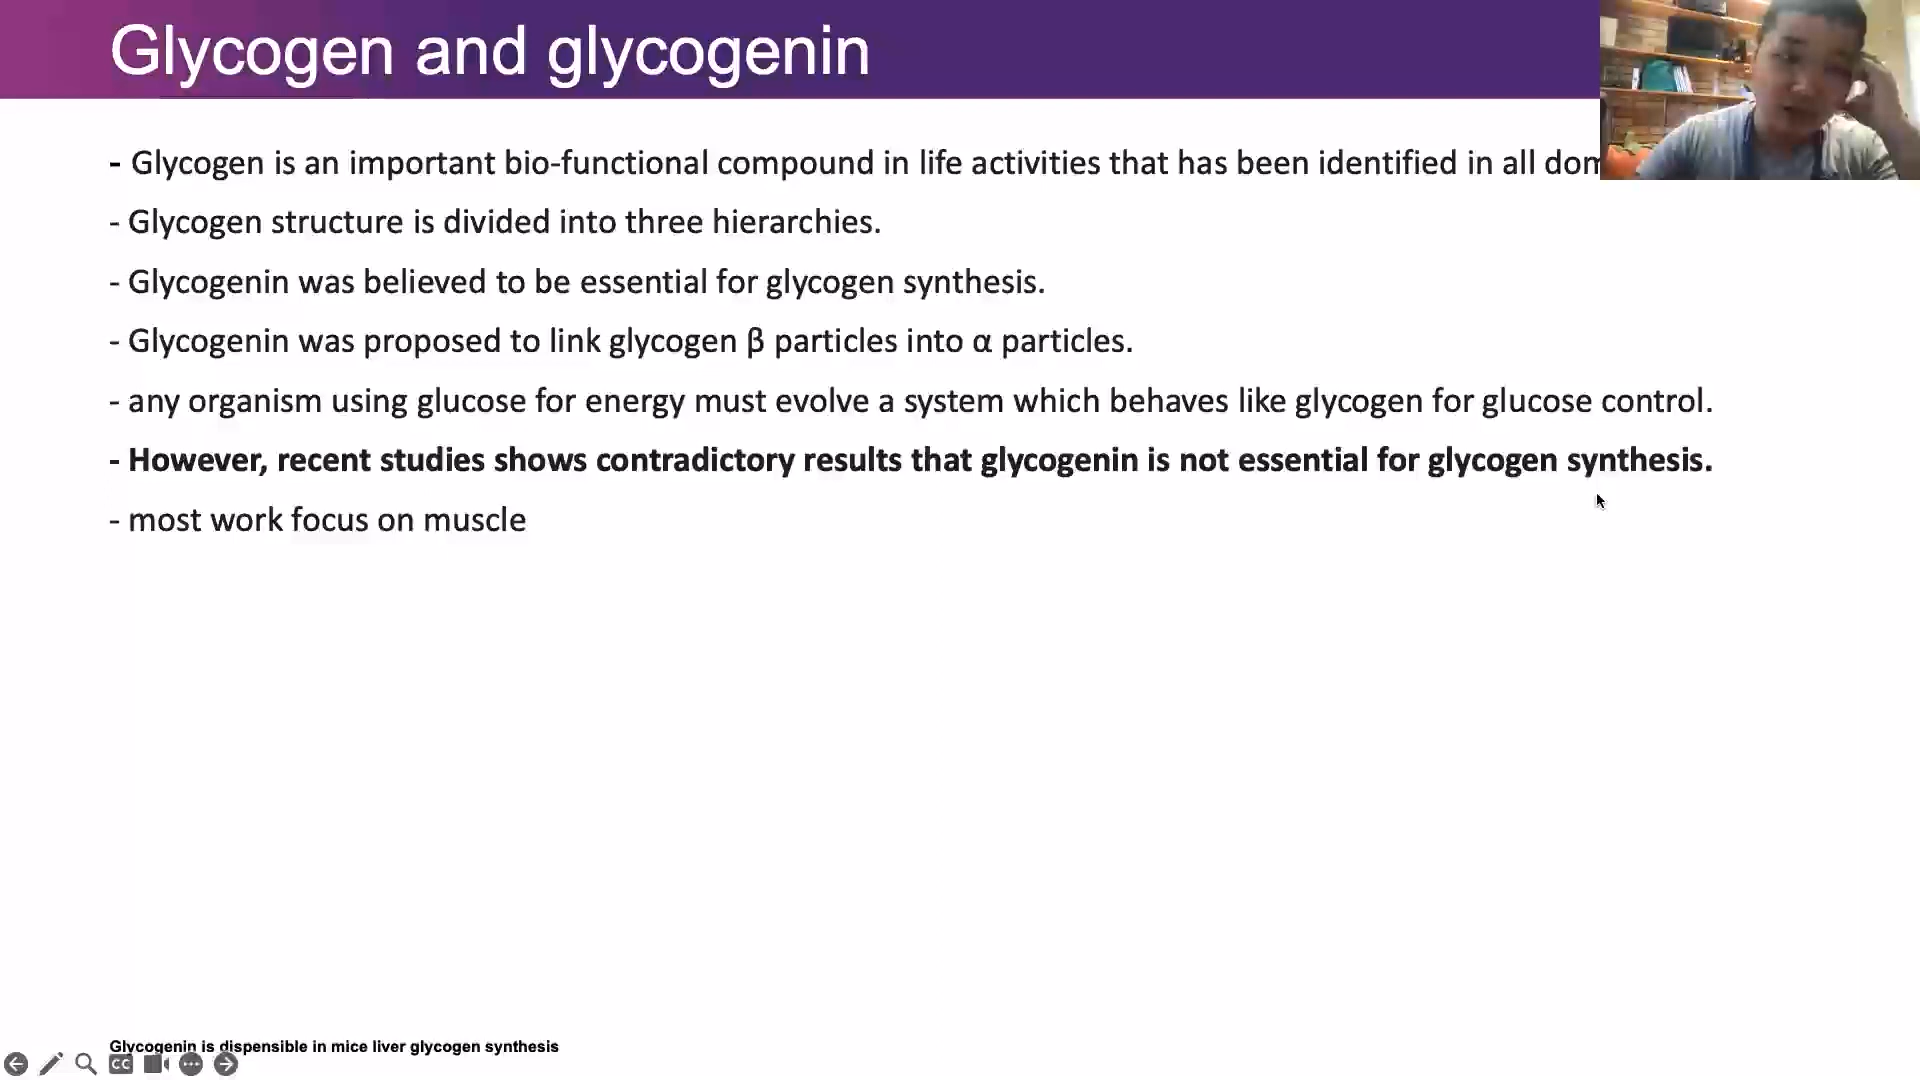 Glycogen and glycogenin
- Glycogen is an important bio-functional compound in life activities that has been identified in all
- Glycogen structure is divided into three hierarchies.
- Glycogenin was believed to be essential for glycogen synthesis.
- Glycogenin was proposed to link glycogen β particles into α particles.
- any organism using glucose for energy must evolve a system which behaves like glycogen for glucose control.
- However, recent studies shows contradictory results that glycogenin is not essential for glycogen synthesis.
- most work focus on muscle
Glycogenin is dispensible in mice liver glycogen synthesis
CC